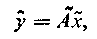 ỹ = Ãx̃,